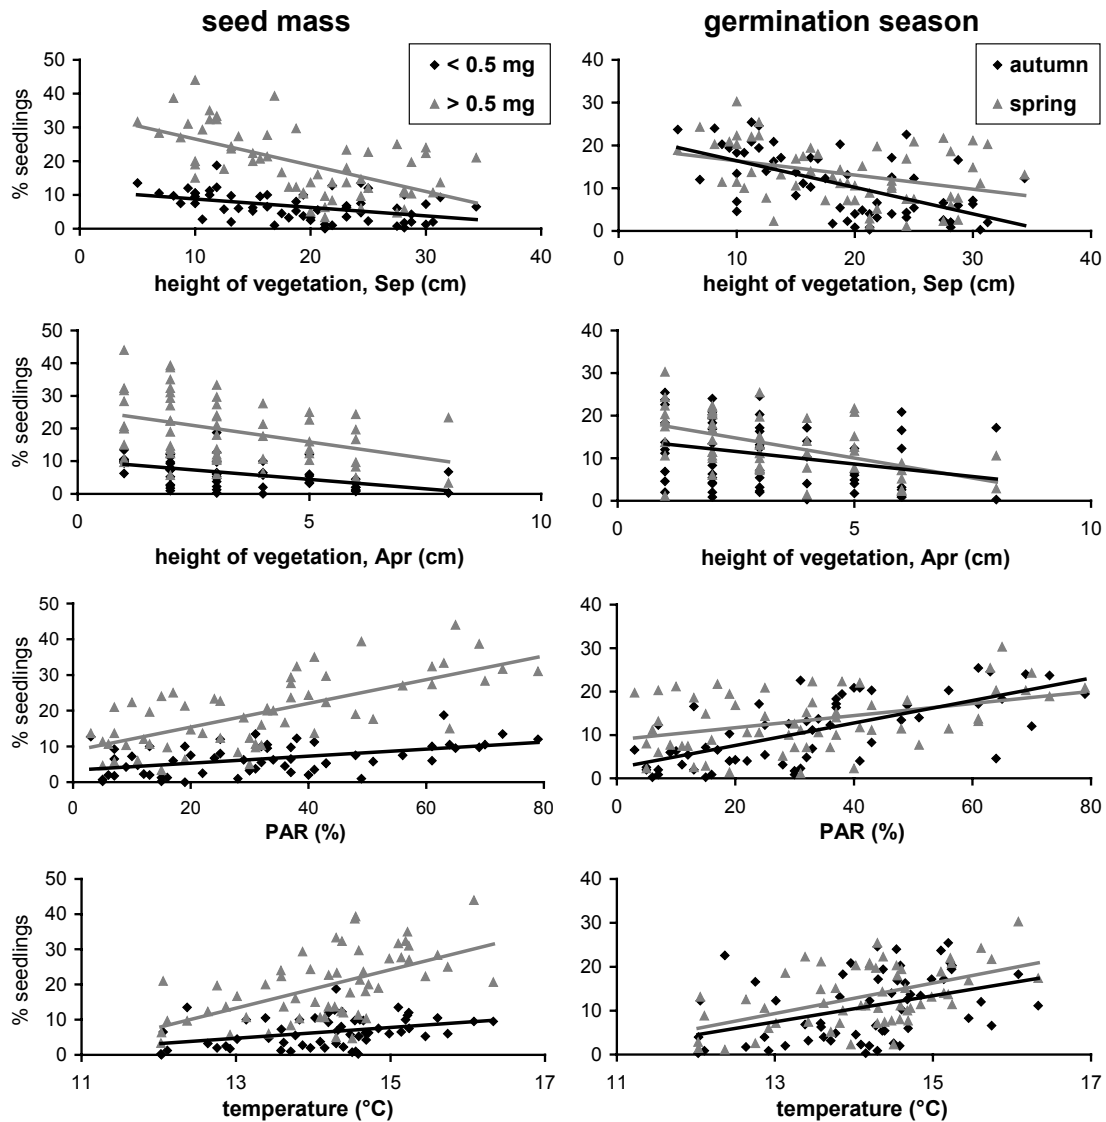 seed mass
germination season
< 0.5 mg
> 0.5 mg
% seedlings
50
40
30
20
10
0
0 10 20 30 40
height of vegetation, Sep (cm)
autumn
spring
40
30
20
10
0
0 10 20 30 40
height of vegetation, Sep (cm)
% seedlings
50
40
30
20
10
0
0 5 10
height of vegetation, Apr (cm)
40
30
20
10
0
0 5 10
height of vegetation, Apr (cm)
% seedlings
50
40
30
20
10
0
0 20 40 60 80
PAR (%)
40
30
20
10
0
0 20 40 60 80
PAR (%)
% seedlings
50
40
30
20
10
0
11 13 15 17
temperature (°C)
40
30
20
10
0
11 13 15 17
temperature (°C)